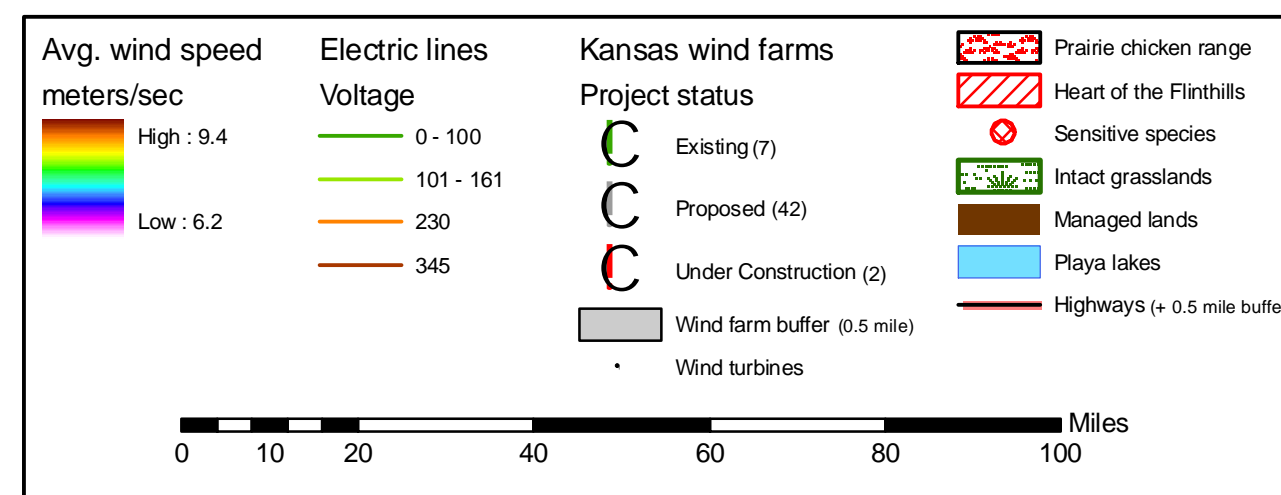 Avg. wind speed
meters/sec
High : 9.4
Low : 6.2
Electric lines
Voltage
0 - 100
101 - 161
230
345
Kansas wind farms
Project status
C Existing (7)
C Proposed (42)
C Under Construction (2)
Wind farm buffer (0.5 mile)
Wind turbines
Prairie chicken range
Heart of the Flinthills
Sensitive species
Intact grasslands
Managed lands
Playa lakes
Highways (+ 0.5 mile buffe
Miles
0 10 20 40 60 80 100